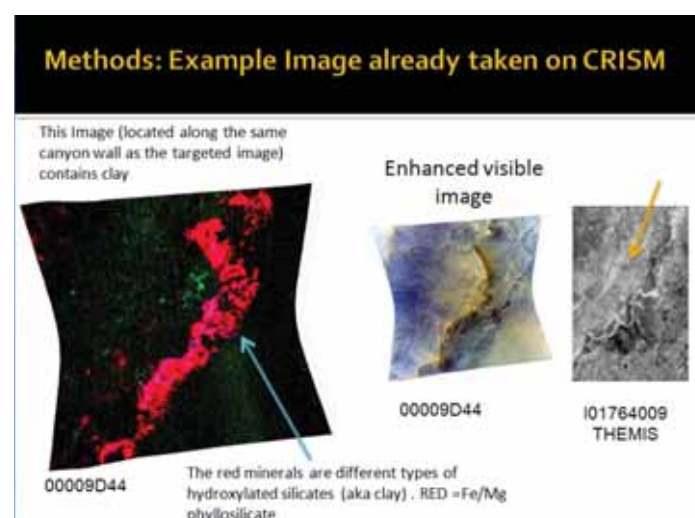 Methods: Example Image already taken on CRISM
This Image (located along the same
canyon wall as the targeted image)
contains clay
Enhanced visible
image
00009D44
I01764009
THEMIS
00009D44
The red minerals are different types of
hydroxylated silicates (aka clay) . RED =Fe/Mg
phyllosilicate